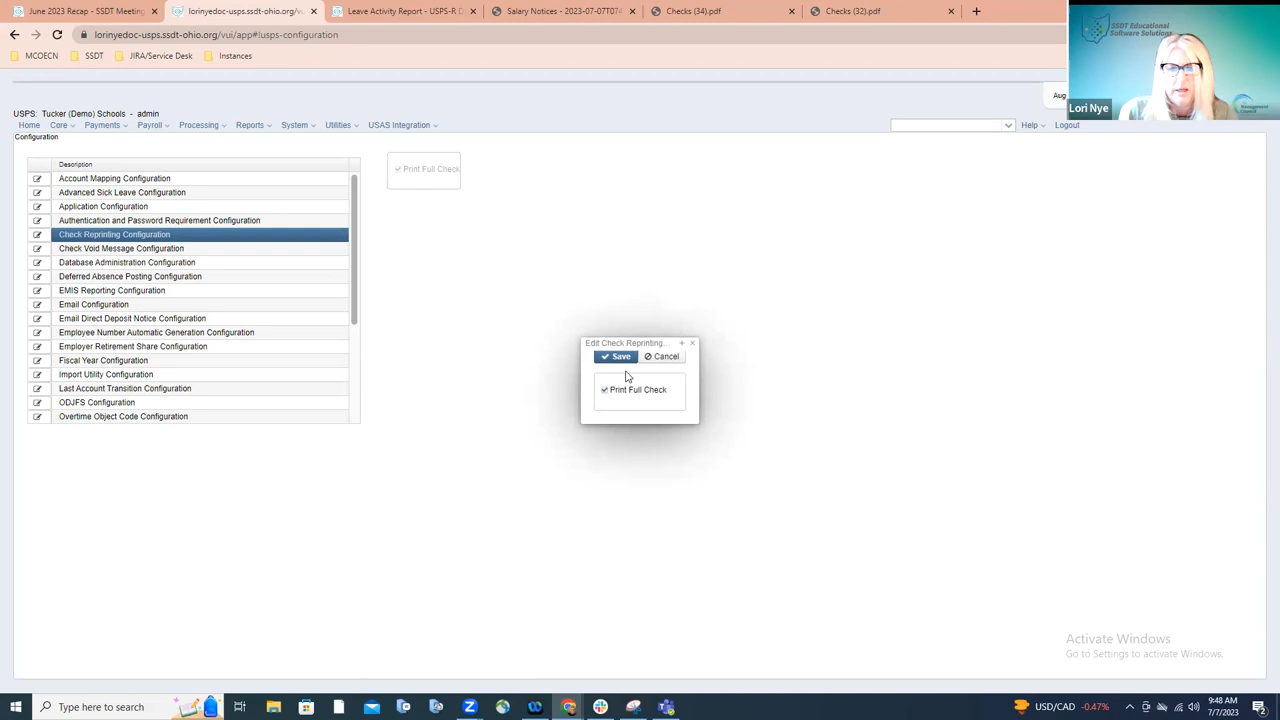 June 2023 Recap - SSDT Meetin
lorinyedoc-usps.ssdt-ohio.org/vu
Leave Activity Report - USPS-R D
Salary Notices - 2023-07-07T074
Checks (34).pdf
Checks (32).pdf
lorinyedoc-usps.ssdt-ohio.org/vui/app#!usps-configuration
MCOECN
SSDT
JIRA/Service Desk
Instances
SSDT Educational
Software Solutions
Management
Council
Lori Nye
Aug
USPS: Tucker (Demo) Schools - admin
Home Core Payments Payroll Processing Reports System Utilities USAS Integration Help Logout
Configuration
Description
Account Mapping Configuration
Advanced Sick Leave Configuration
Application Configuration
Authentication and Password Requirement Configuration
Check Reprinting Configuration
Check Void Message Configuration
Database Administration Configuration
Deferred Absence Posting Configuration
EMIS Reporting Configuration
Email Configuration
Email Direct Deposit Notice Configuration
Employee Number Automatic Generation Configuration
Employer Retirement Share Configuration
Fiscal Year Configuration
Import Utility Configuration
Last Account Transition Configuration
ODJFS Configuration
Overtime Object Code Configuration
Print Full Check
Edit Check Reprinting...
Save Cancel
Print Full Check
Activate Windows
Go to Settings to activate Windows.
Type here to search
USD/CAD -0.47%
9:48 AM
7/7/2023
2